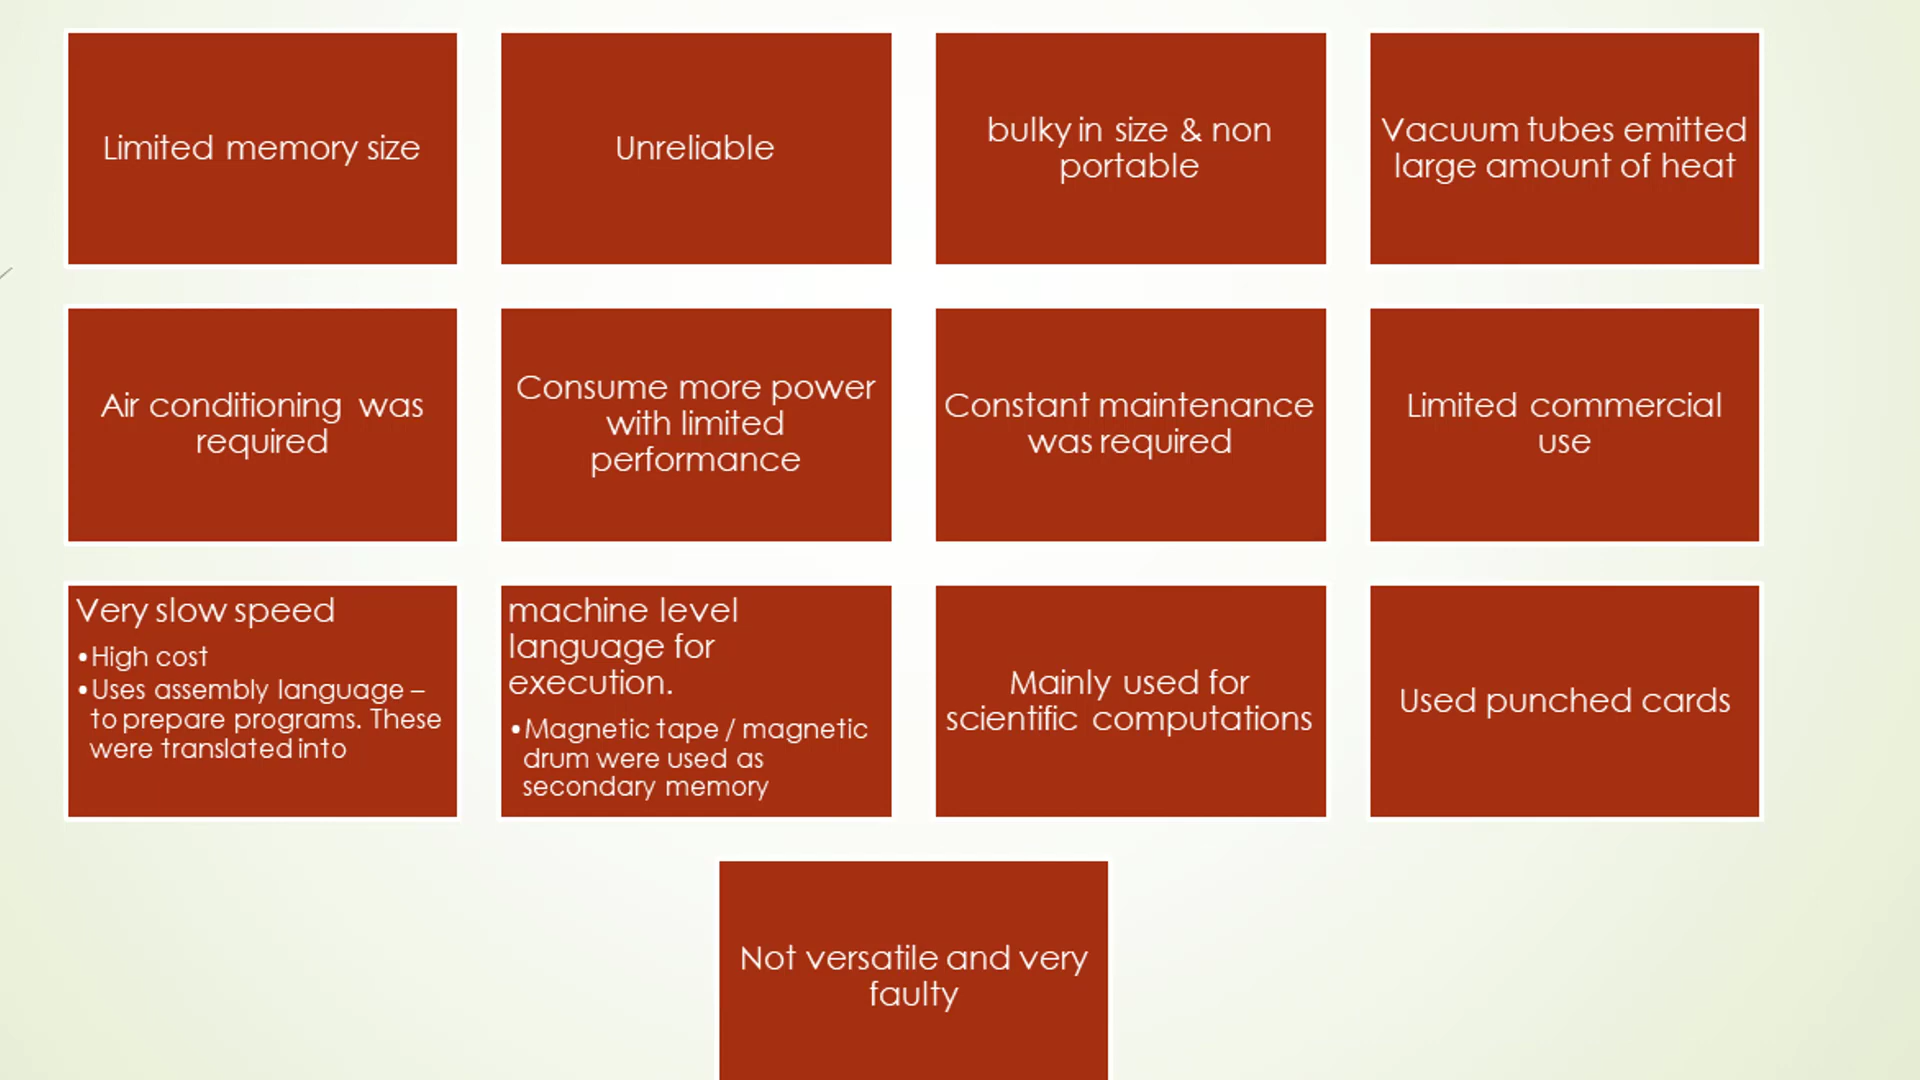 Limited memory size
Unreliable
bulky in size & non
portable
Vacuum tubes emitted
large amount of heat
Air conditioning was
required
Consume more power
with limited
performance
Constant maintenance
was required
Limited commercial
use
Very slow speed
•High cost
•Uses assembly language –
to prepare programs. These
were translated into
machine level
language for
execution.
•Magnetic tape / magnetic
drum were used as
secondary memory
Mainly used for
scientific computations
Used punched cards
Not versatile and very
faulty